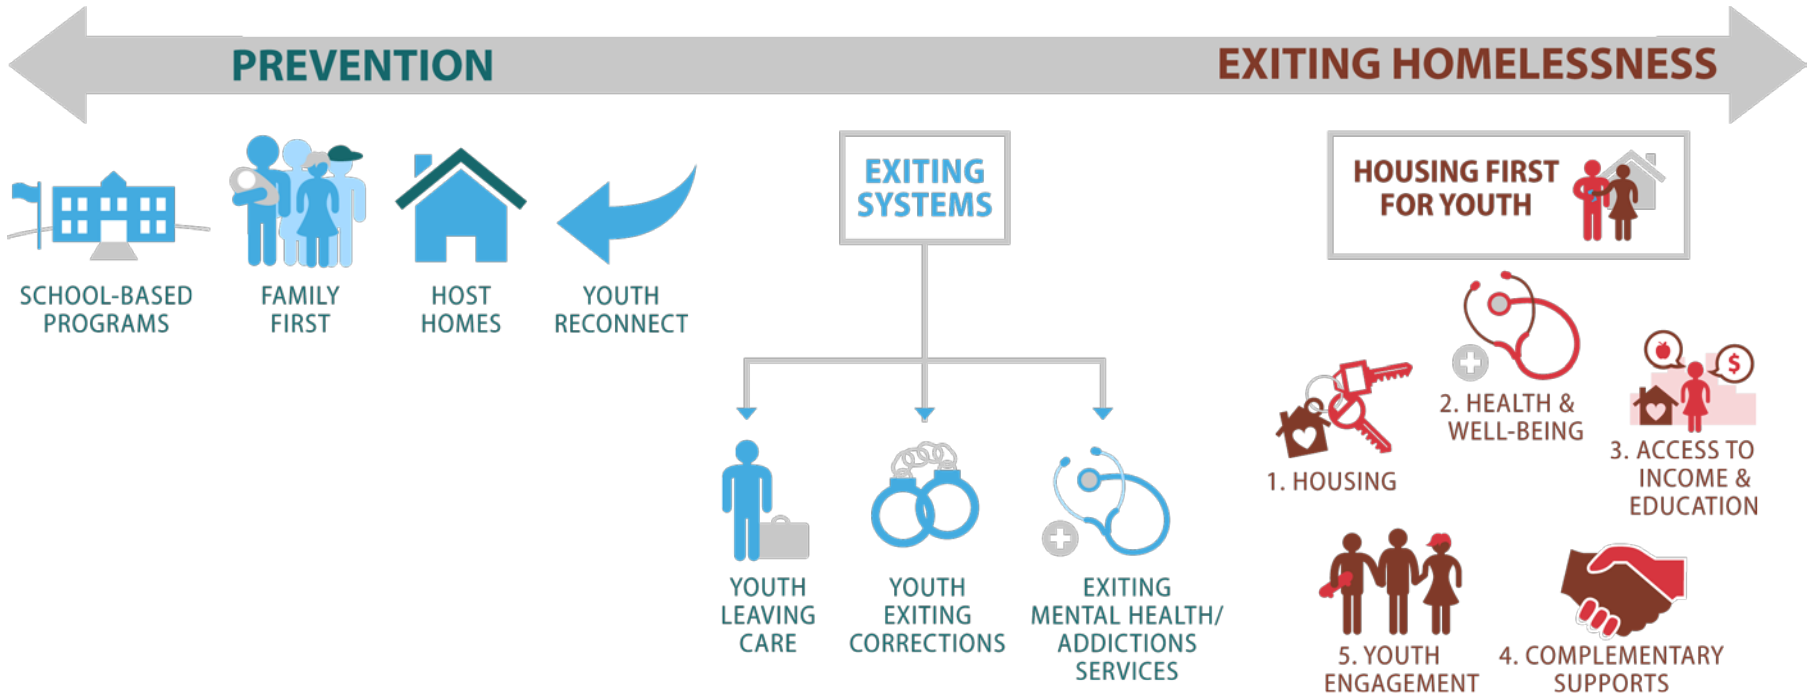 PREVENTION
EXITING HOMELESSNESS
SCHOOL-BASED
PROGRAMS
FAMILY
FIRST
HOST
HOMES
YOUTH
RECONNECT
EXITING
SYSTEMS
YOUTH
LEAVING
CARE
YOUTH
EXITING
CORRECTIONS
EXITING
MENTAL HEALTH/
ADDICTIONS
SERVICES
HOUSING FIRST
FOR YOUTH
1. HOUSING
2. HEALTH &
WELL-BEING
$
3. ACCESS TO
INCOME &
EDUCATION
4. COMPLEMENTARY
SUPPORTS
5. YOUTH
ENGAGEMENT